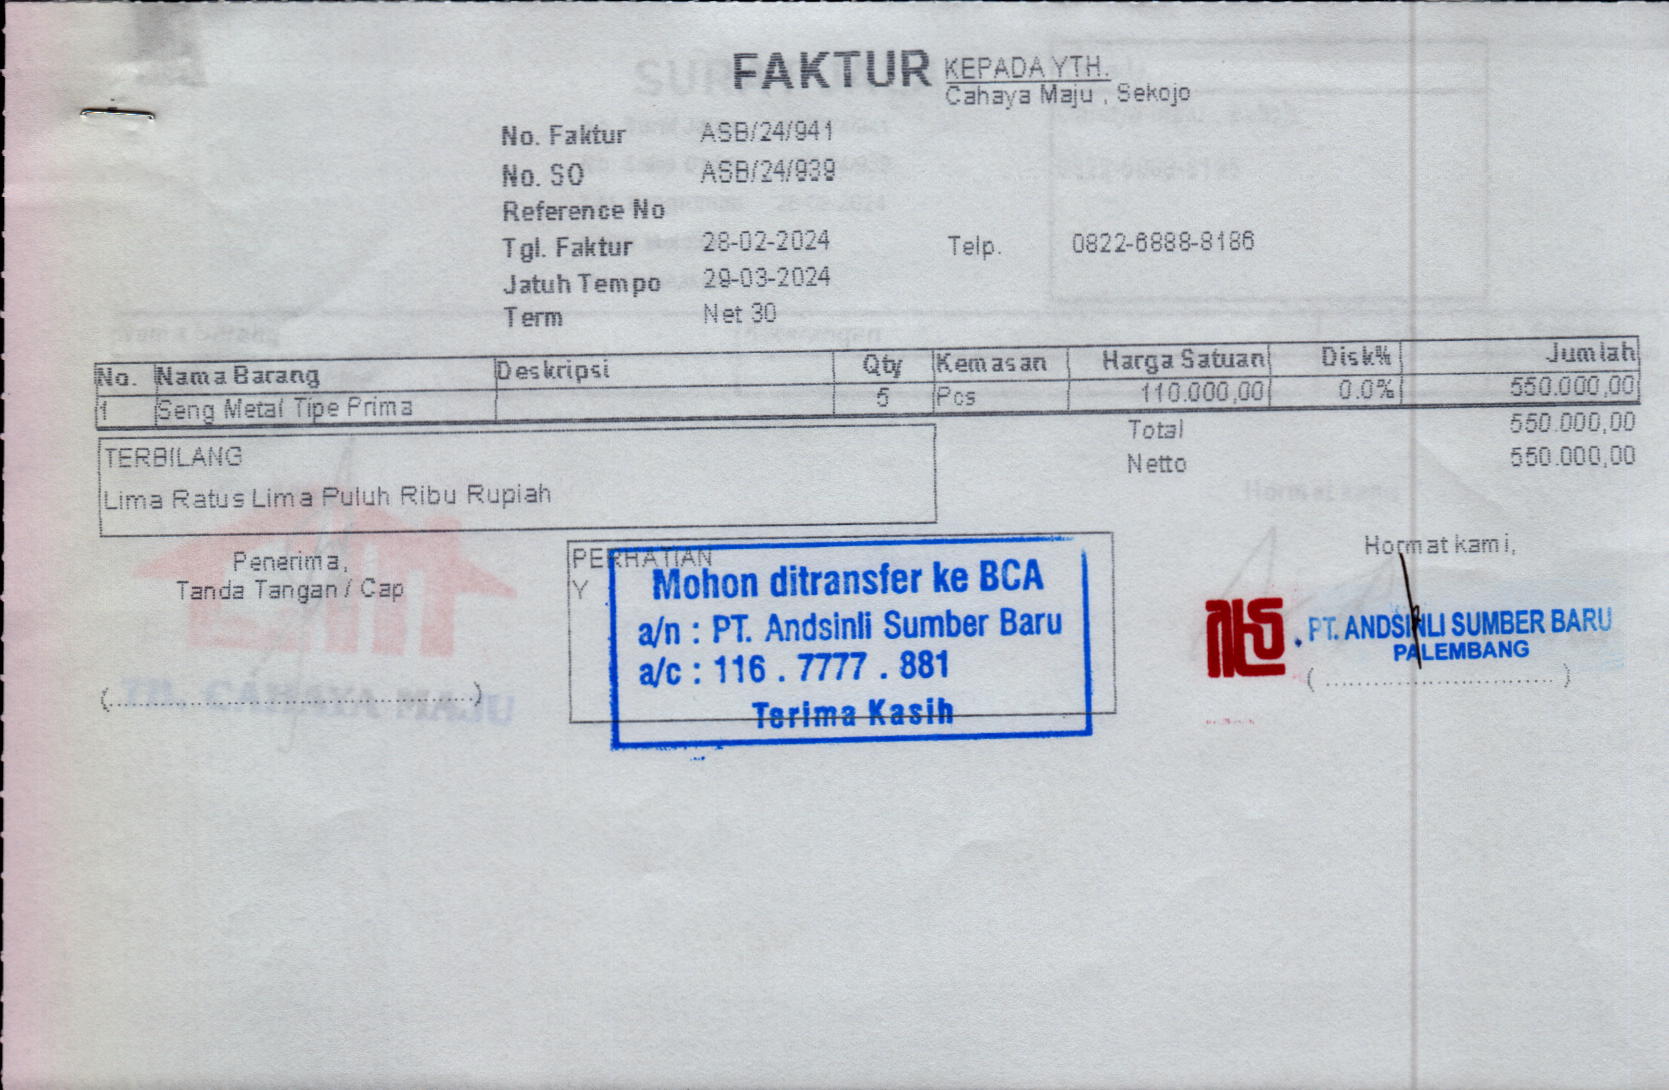 FAKTUR
KEPADA YTH.
Cahaya Maju , Sekojo
No. Faktur ASB/24/941
No. SO ASB/24/939
Reference No
Tgl. Faktur 28-02-2024
Telp. 0822-6888-8186
Jatuh Tempo 29-03-2024
Term Net 30
No. Nama Barang Deskripsi Qty Kemasan Harga Satuan Disk% Jumlah
1 Seng Metal Tipe Prima 5 Pcs 110.000,00 0.0% 550.000,00
Total 550.000,00
Netto 550.000,00
TERBILANG
Lima Ratus Lima Puluh Ribu Rupiah
Penerima,
Tanda Tangan / Cap
(..............................................)
PERHATIAN
Y
Mohon ditransfer ke BCA
a/n : PT. Andsinli Sumber Baru
a/c : 116 . 7777 . 881
Terima Kasih
Hormat kami,
PT. ANDSINLI SUMBER BARU
PALEMBANG
( ............................. )
TB. CAHAYA MAJU